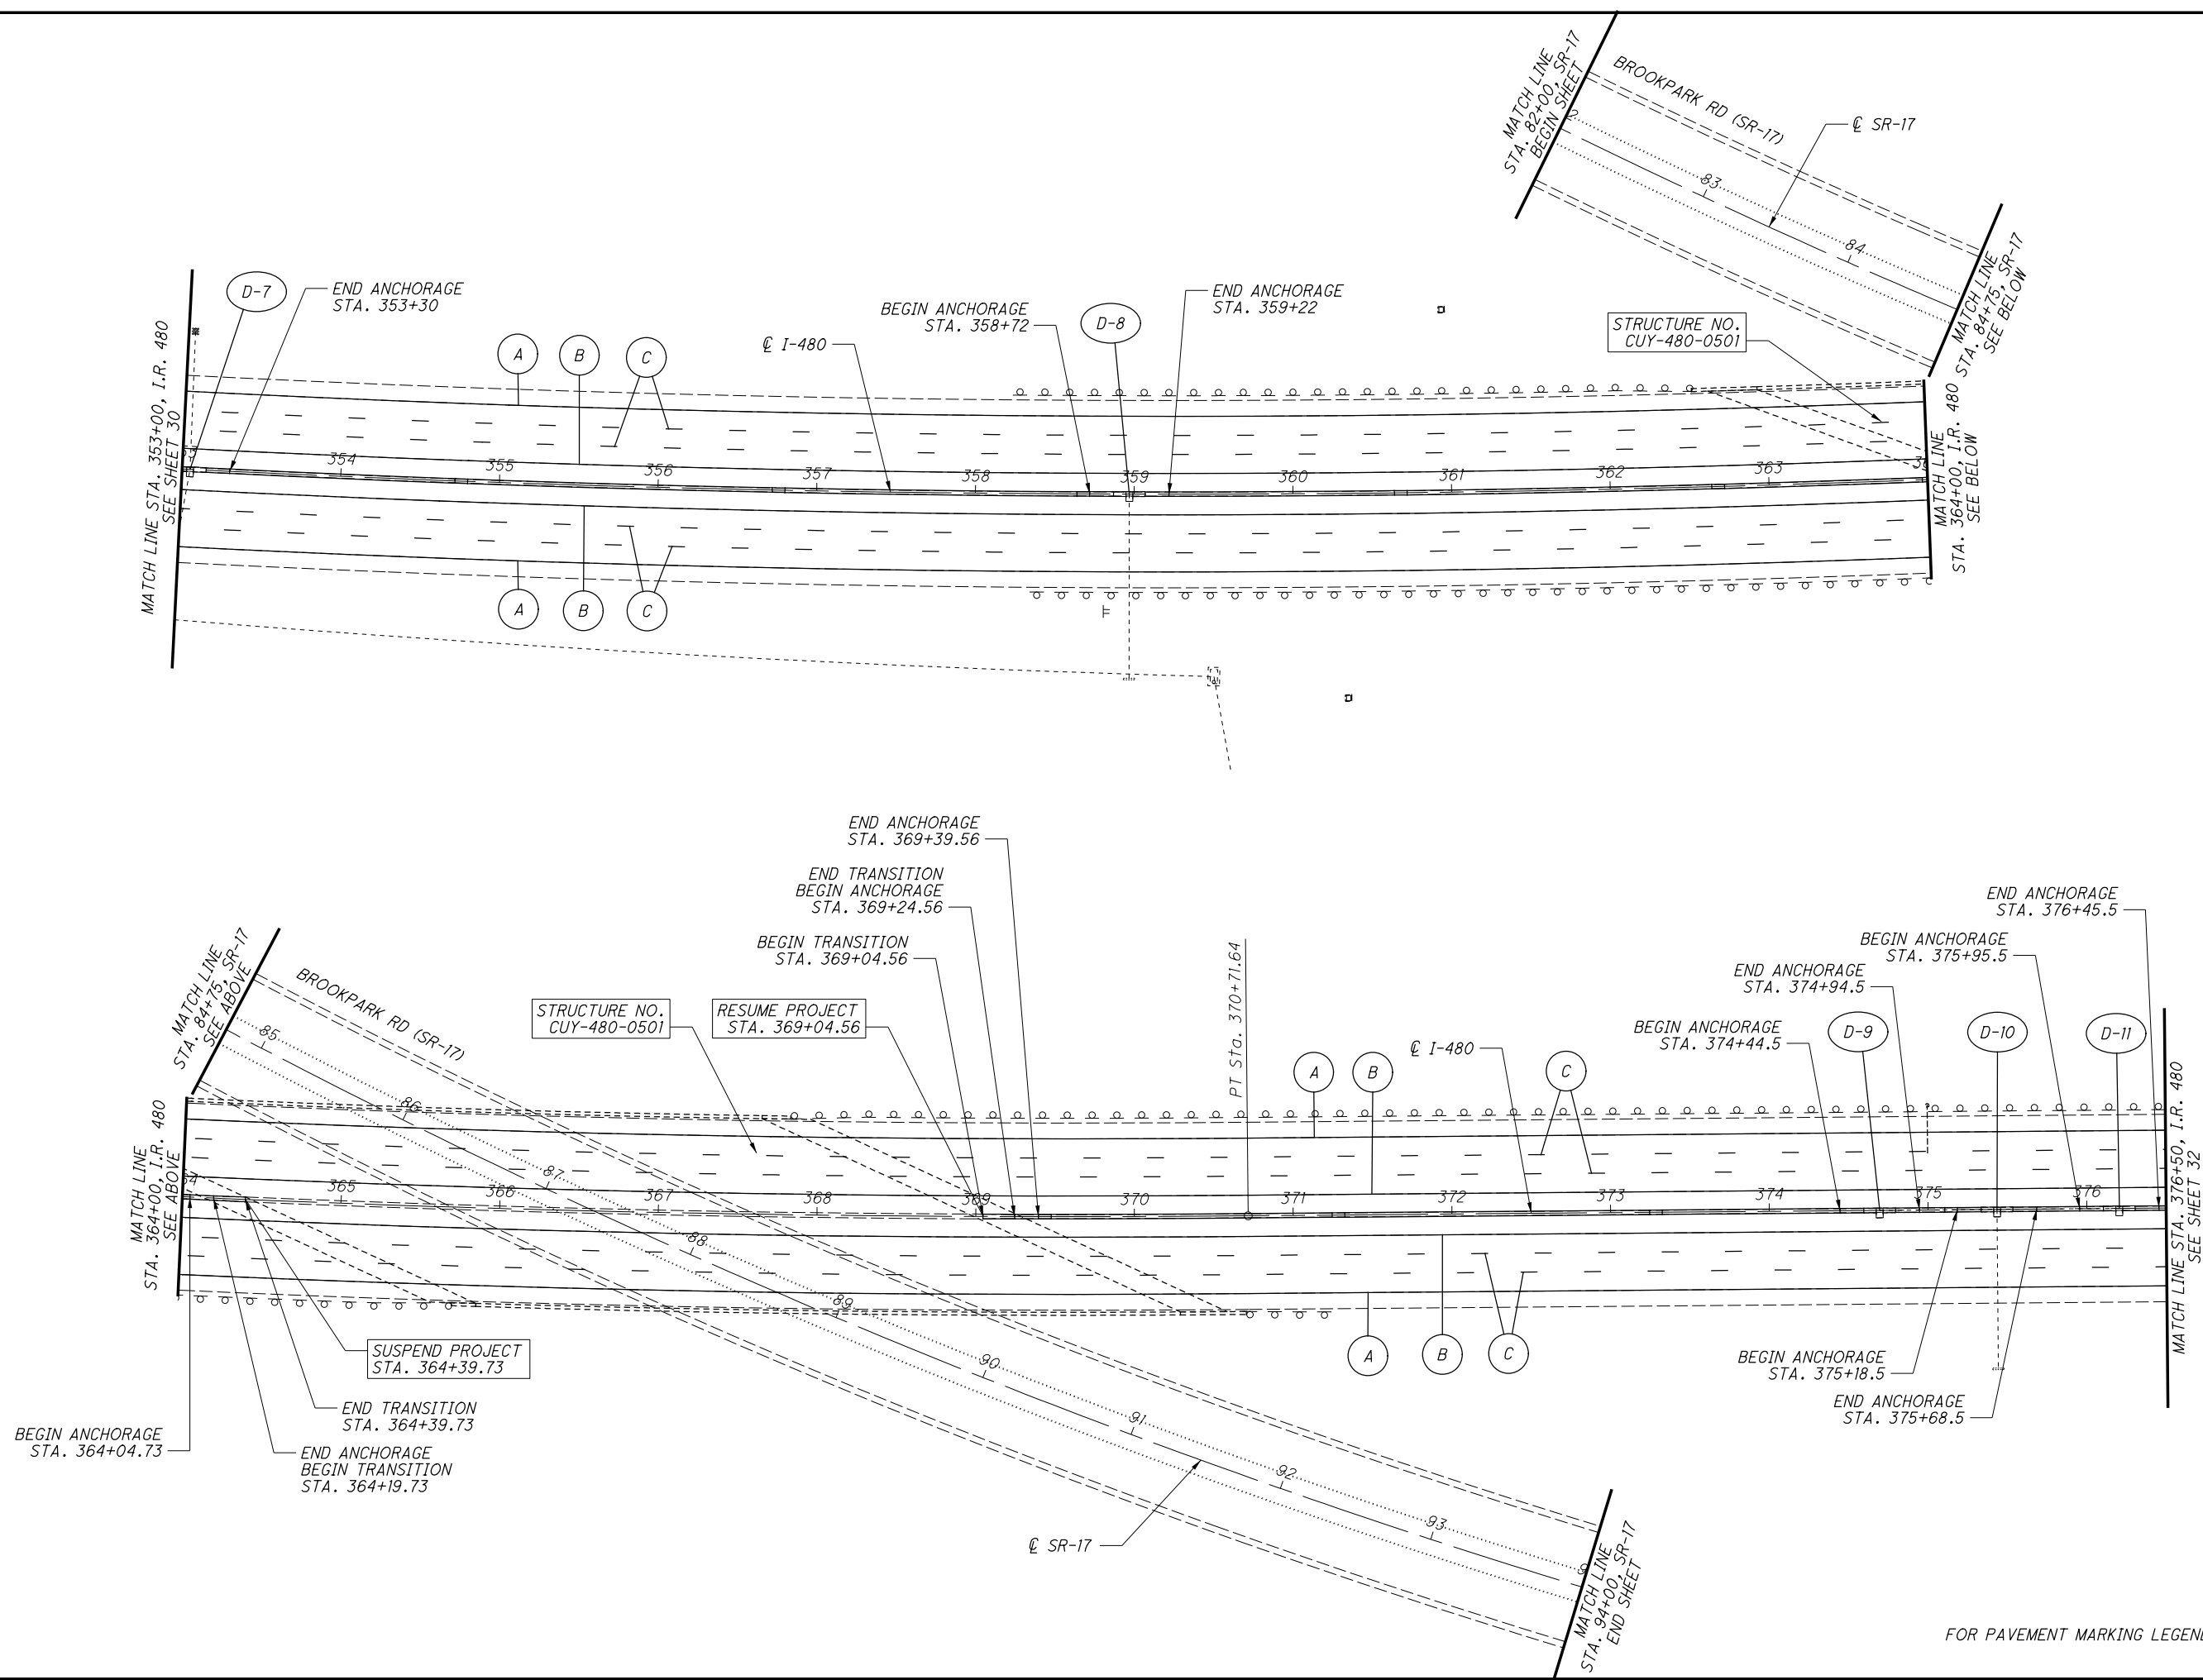 MATCH LINE
STA. 82+00, SR-17
BEGIN SHEET
BROOKPARK RD (SR-17)
℄ SR-17
83
84
MATCH LINE
STA. 84+75, SR-17
SEE BELOW
MATCH LINE STA. 353+00, I.R. 480
SEE SHEET 30
D-7
END ANCHORAGE
STA. 353+30
A
B
C
℄ I-480
BEGIN ANCHORAGE
STA. 358+72
D-8
END ANCHORAGE
STA. 359+22
STRUCTURE NO.
CUY-480-0501
354
355
356
357
358
359
360
361
362
363
A
B
C
MATCH LINE
STA. 364+00, I.R. 480
SEE BELOW
END ANCHORAGE
STA. 369+39.56
END TRANSITION
BEGIN ANCHORAGE
STA. 369+24.56
BEGIN TRANSITION
STA. 369+04.56
MATCH LINE
STA. 84+75, SR-17
SEE ABOVE
BROOKPARK RD (SR-17)
STRUCTURE NO.
CUY-480-0501
RESUME PROJECT
STA. 369+04.56
PT Sta. 370+71.64
A
B
℄ I-480
C
END ANCHORAGE
STA. 376+45.5
BEGIN ANCHORAGE
STA. 375+95.5
END ANCHORAGE
STA. 374+94.5
BEGIN ANCHORAGE
STA. 374+44.5
D-9
D-10
D-11
MATCH LINE
STA. 364+00, I.R. 480
SEE ABOVE
85
86
87
88
89
90
91
92
93
365
366
367
368
369
370
371
372
373
374
375
376
MATCH LINE STA. 376+50, I.R. 480
SEE SHEET 32
SUSPEND PROJECT
STA. 364+39.73
END TRANSITION
STA. 364+39.73
BEGIN ANCHORAGE
STA. 364+04.73
END ANCHORAGE
BEGIN TRANSITION
STA. 364+19.73
A
B
C
BEGIN ANCHORAGE
STA. 375+18.5
END ANCHORAGE
STA. 375+68.5
℄ SR-17
MATCH LINE
STA. 94+00, SR-17
END SHEET
FOR PAVEMENT MARKING